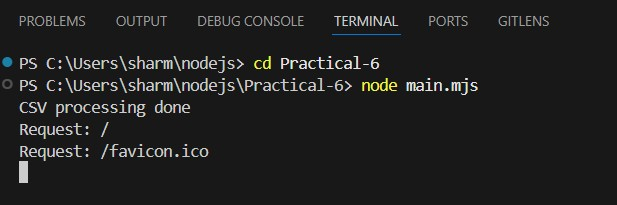 PROBLEMS OUTPUT DEBUG CONSOLE TERMINAL PORTS GITLENS
PS C:\Users\sharm\nodejs> cd Practical-6
PS C:\Users\sharm\nodejs\Practical-6> node main.mjs
CSV processing done
Request: /
Request: /favicon.ico